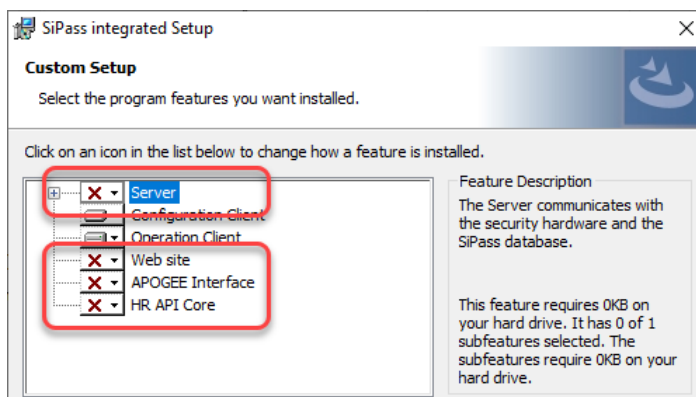 SiPass integrated Setup
Custom Setup
Select the program features you want installed.
Click on an icon in the list below to change how a feature is installed.
Server
Configuration Client
Operation Client
Web site
APOGEE Interface
HR API Core
Feature Description
The Server communicates with
the security hardware and the
SiPass database.
This feature requires 0KB on
your hard drive. It has 0 of 1
subfeatures selected. The
subfeatures require 0KB on your
hard drive.